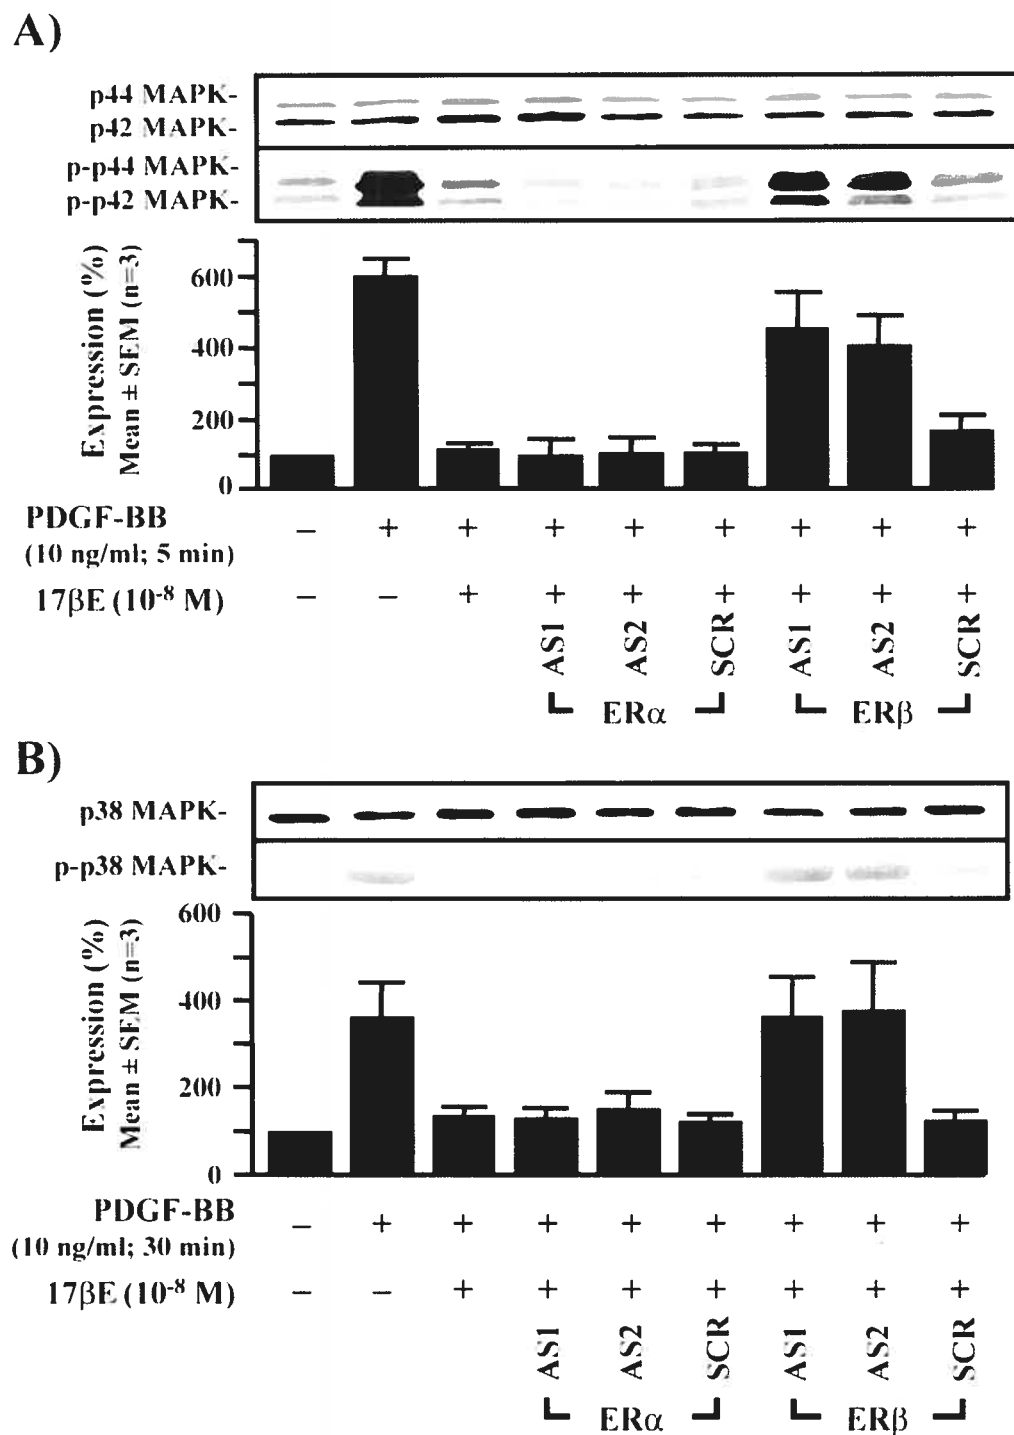 A)
p44 MAPK-
p42 MAPK-
p-p44 MAPK-
p-p42 MAPK-
Expression (%)
Mean ± SEM (n=3)
600
400
200
0
PDGF-BB - + + + + + + + +
(10 ng/ml; 5 min)
17βE (10⁻⁸ M) - - + + + + + + +
AS1 AS2 SCR AS1 AS2 SCR
ERα ERβ
B)
p38 MAPK-
p-p38 MAPK-
Expression (%)
Mean ± SEM (n=3)
600
400
200
0
PDGF-BB - + + + + + + + +
(10 ng/ml; 30 min)
17βE (10⁻⁸ M) - - + + + + + + +
AS1 AS2 SCR AS1 AS2 SCR
ERα ERβ